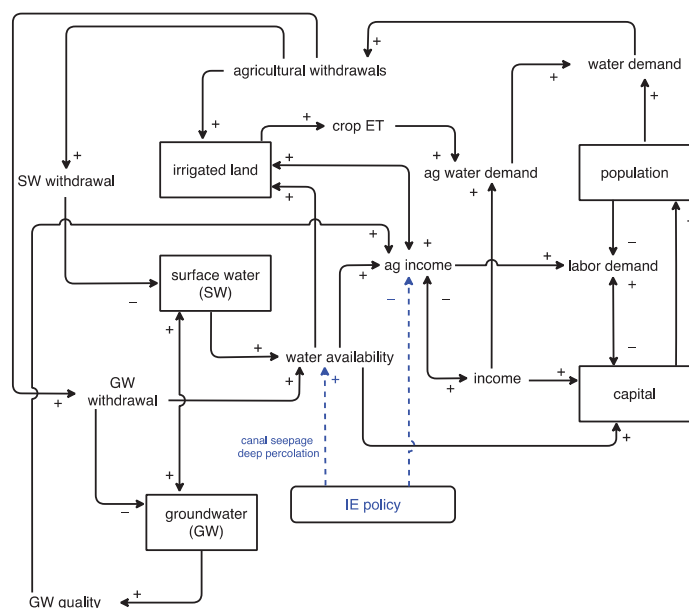 agricultural withdrawals
water demand
crop ET
irrigated land
ag water demand
population
SW withdrawal
surface water
(SW)
ag income
labor demand
water availability
GW
withdrawal
income
capital
canal seepage
deep percolation
IE policy
groundwater
(GW)
GW quality